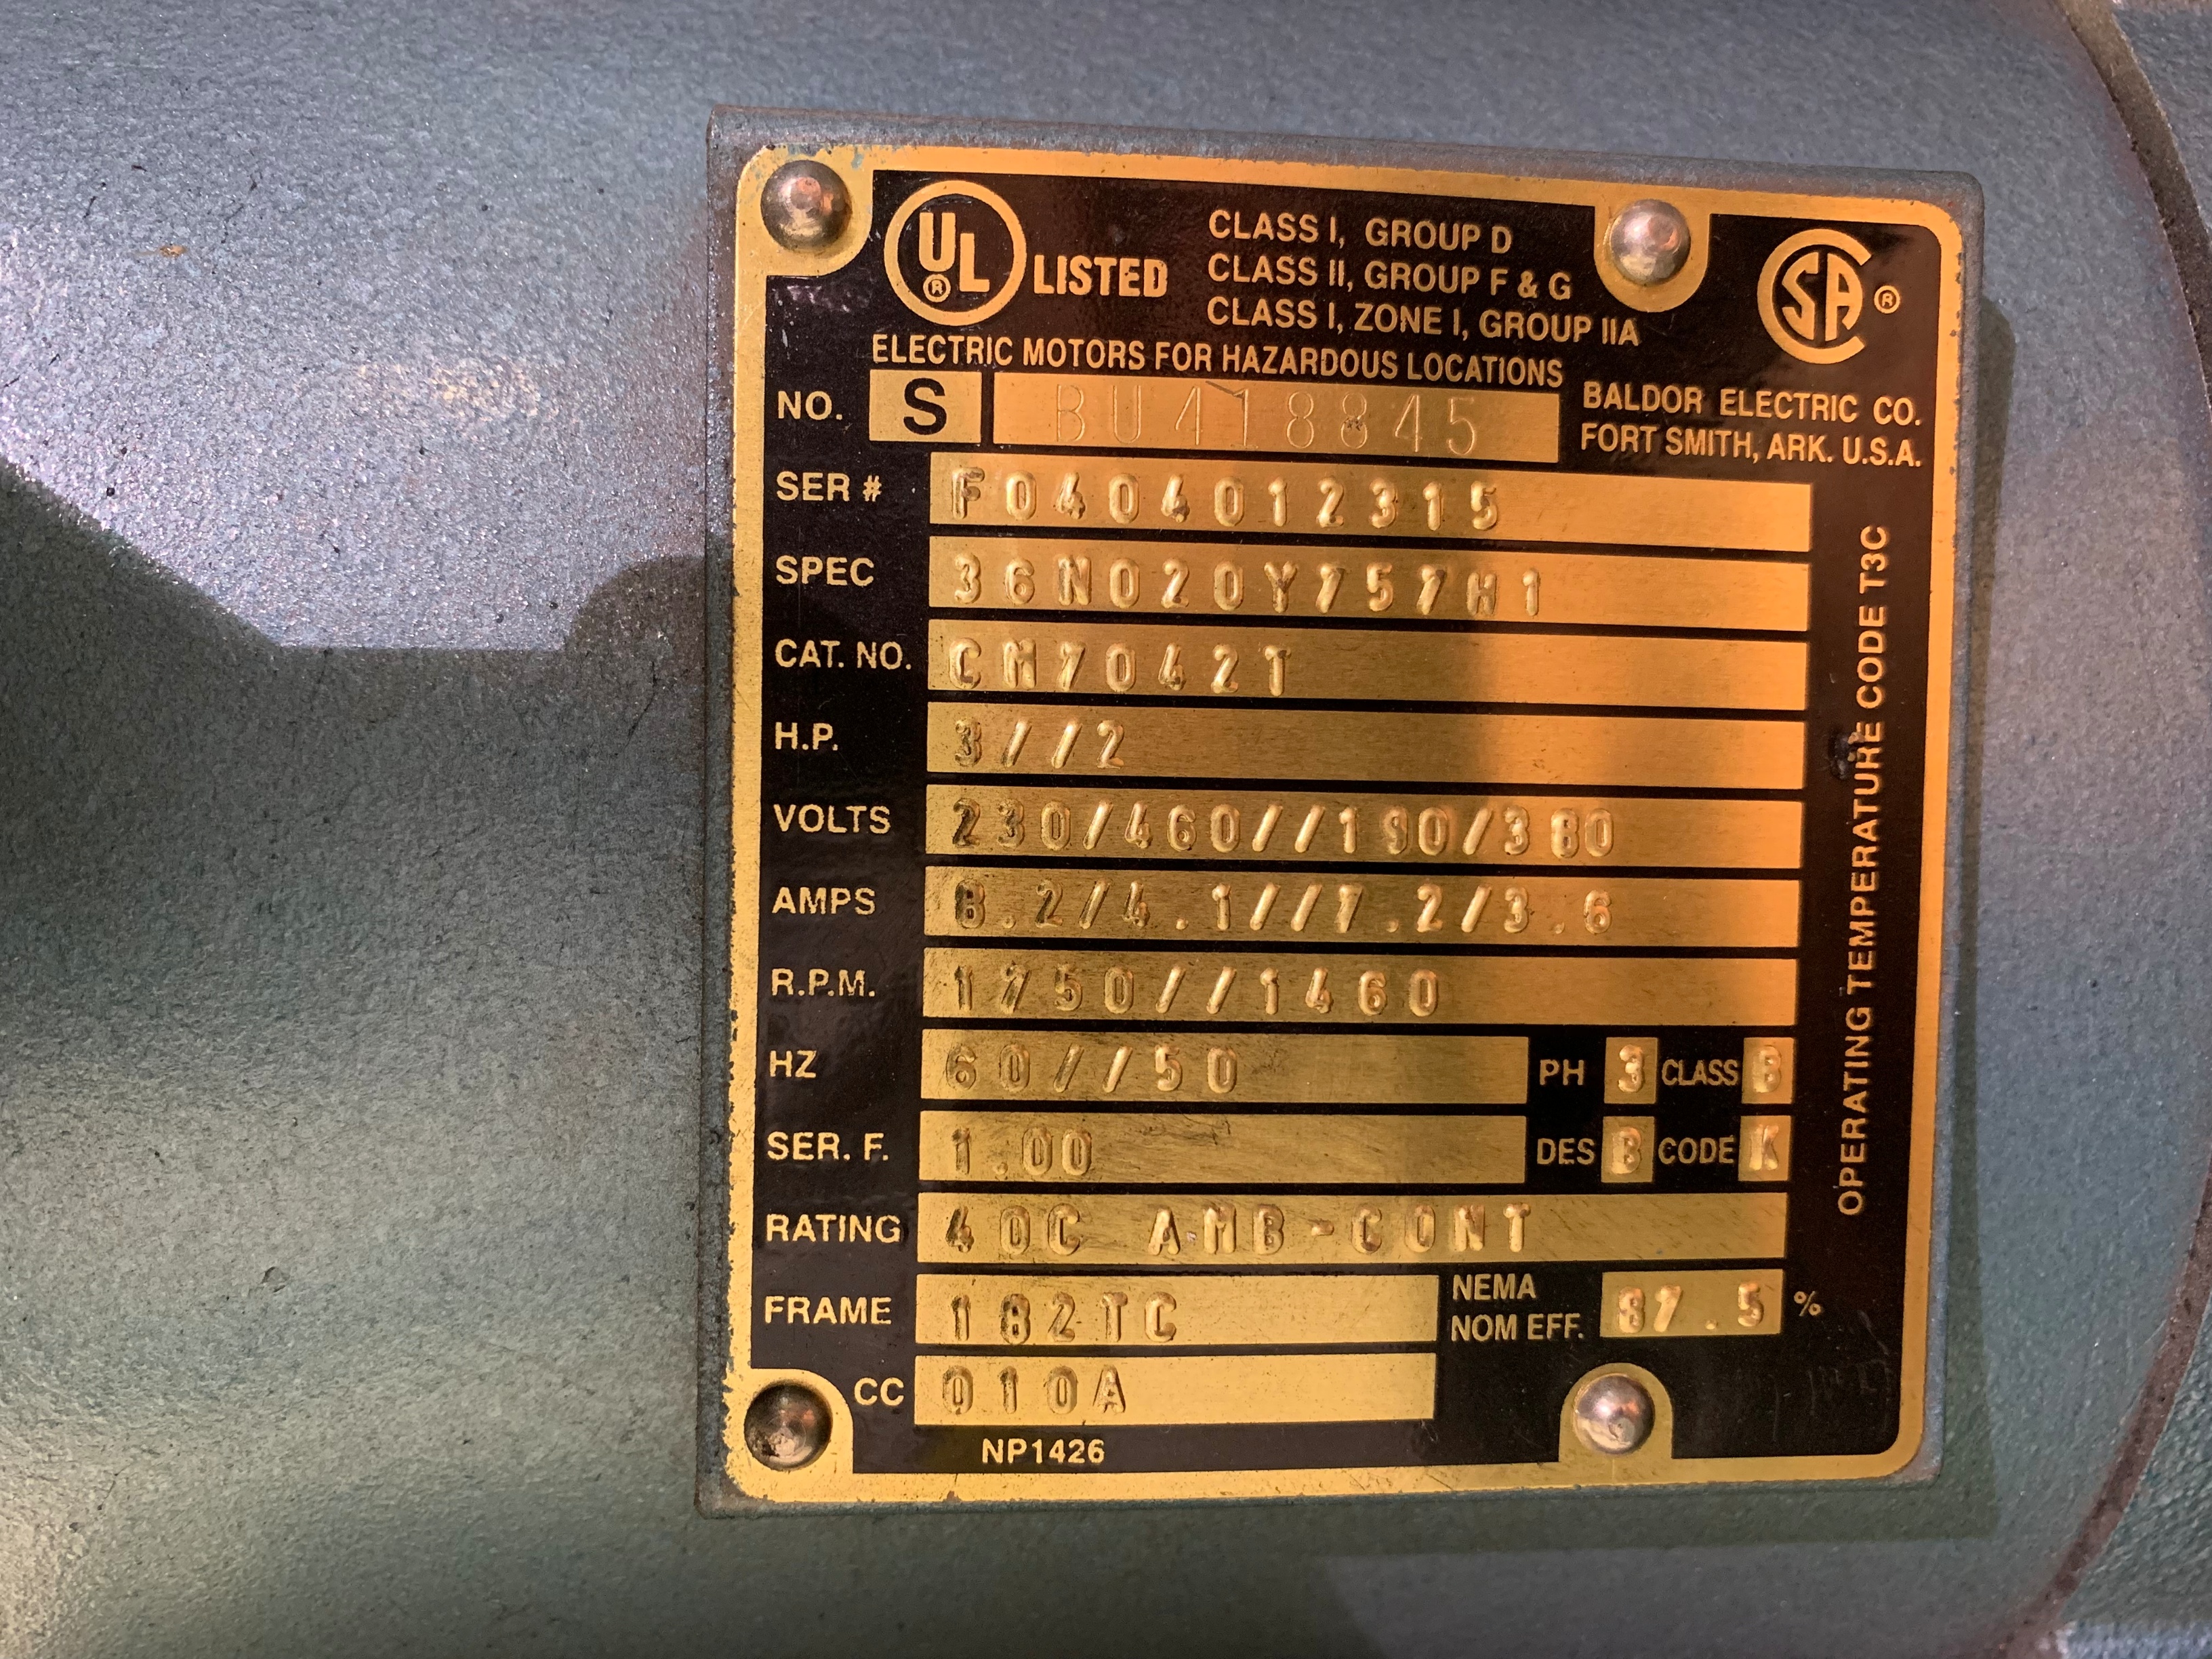 UL® LISTED
CLASS I, GROUP D
CLASS II, GROUP F & G
CLASS I, ZONE I, GROUP IIA
SA®
ELECTRIC MOTORS FOR HAZARDOUS LOCATIONS
NO. S BU418845
BALDOR ELECTRIC CO.
FORT SMITH, ARK. U.S.A.
SER # F0404012315
SPEC 36N020Y757H1
CAT. NO. CM7042T
H.P. 3//2
VOLTS 230/460//190/380
AMPS 8.2/4.1//7.2/3.6
R.P.M. 1750//1460
HZ 60//50 PH 3 CLASS B
SER. F. 1.00 DES B CODE K
RATING 40C AMB-CONT
FRAME 182TC NEMA NOM EFF. 87.5 %
CC 010A
NP1426
OPERATING TEMPERATURE CODE T3C